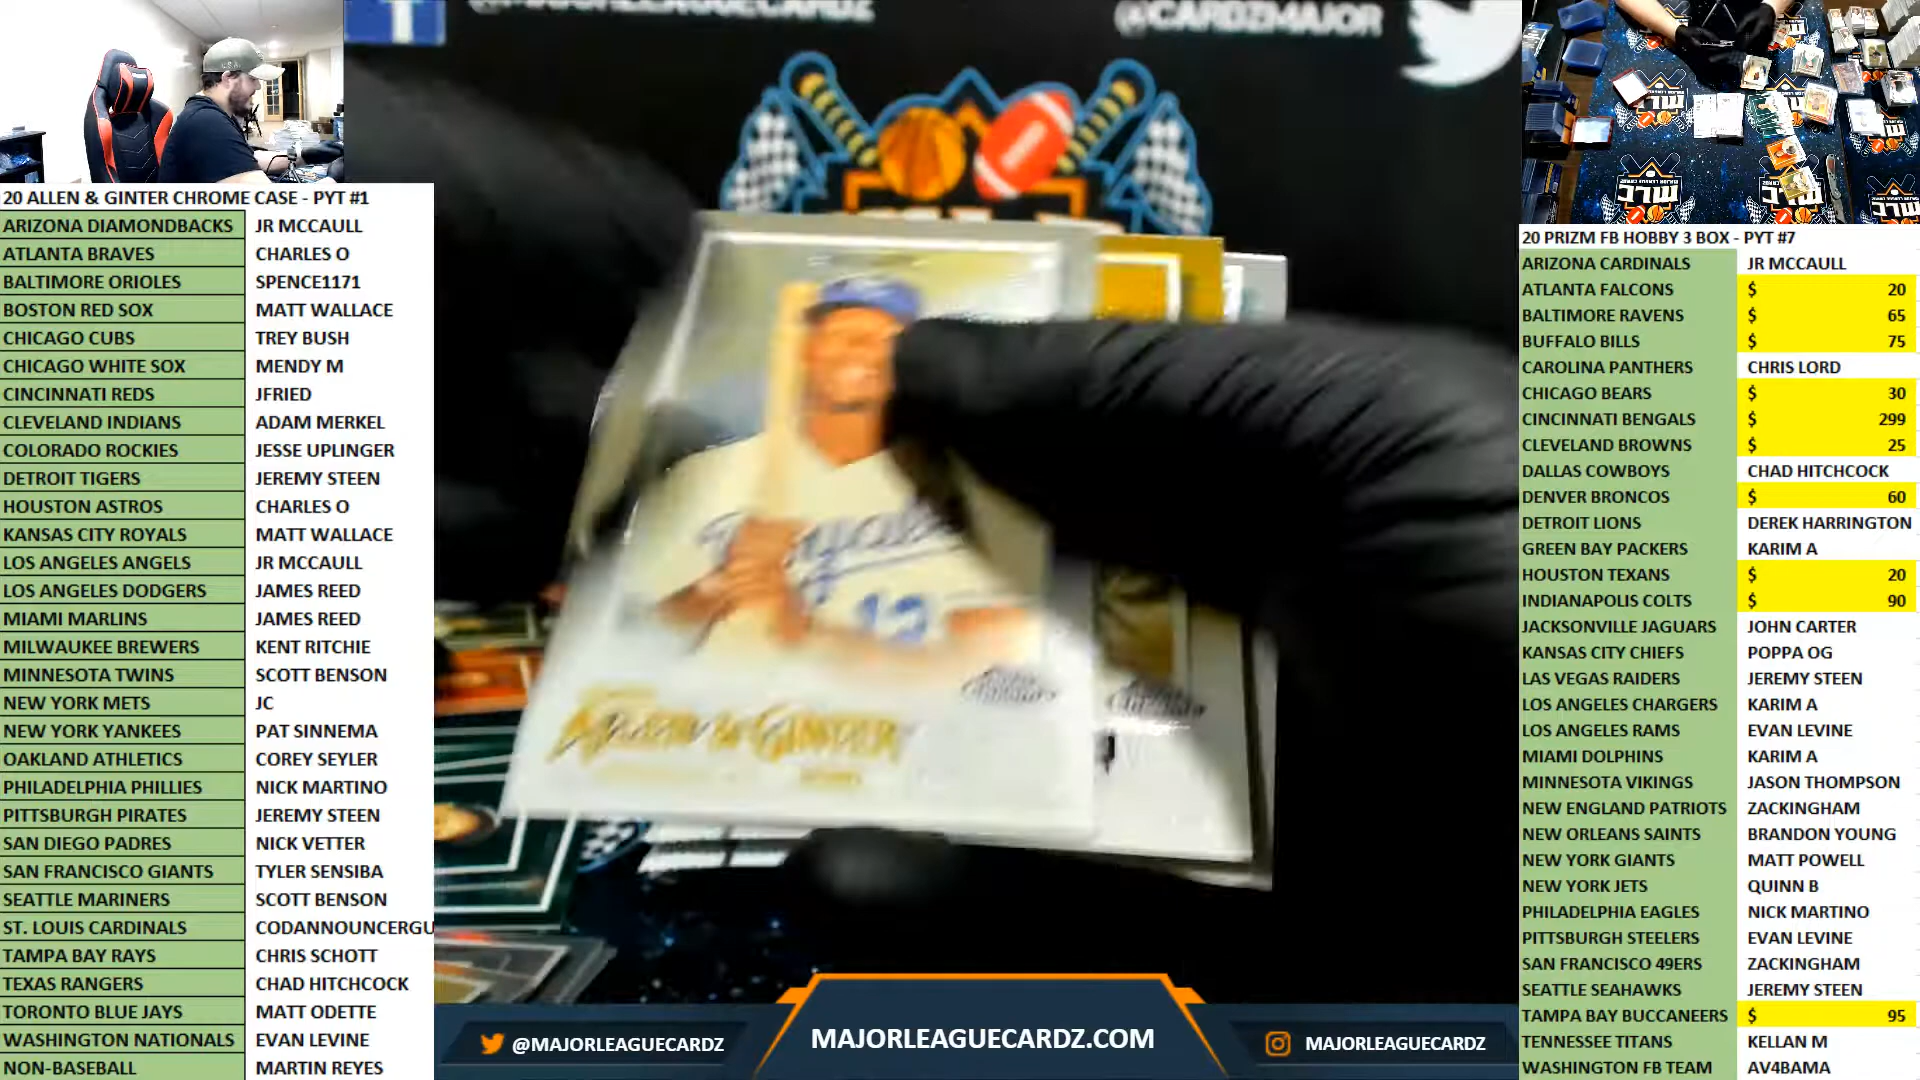 @MAJORLEAGUECARDZ
@CARDZMAJOR
20 ALLEN & GINTER CHROME CASE - PYT #1
ARIZONA DIAMONDBACKS JR MCCAULL
ATLANTA BRAVES CHARLES O
BALTIMORE ORIOLES SPENCE1171
BOSTON RED SOX MATT WALLACE
CHICAGO CUBS TREY BUSH
CHICAGO WHITE SOX MENDY M
CINCINNATI REDS JFRIED
CLEVELAND INDIANS ADAM MERKEL
COLORADO ROCKIES JESSE UPLINGER
DETROIT TIGERS JEREMY STEEN
HOUSTON ASTROS CHARLES O
KANSAS CITY ROYALS MATT WALLACE
LOS ANGELES ANGELS JR MCCAULL
LOS ANGELES DODGERS JAMES REED
MIAMI MARLINS JAMES REED
MILWAUKEE BREWERS KENT RITCHIE
MINNESOTA TWINS SCOTT BENSON
NEW YORK METS JC
NEW YORK YANKEES PAT SINNEMA
OAKLAND ATHLETICS COREY SEYLER
PHILADELPHIA PHILLIES NICK MARTINO
PITTSBURGH PIRATES JEREMY STEEN
SAN DIEGO PADRES NICK VETTER
SAN FRANCISCO GIANTS TYLER SENSIBA
SEATTLE MARINERS SCOTT BENSON
ST. LOUIS CARDINALS CODANNOUNCERGU
TAMPA BAY RAYS CHRIS SCHOTT
TEXAS RANGERS CHAD HITCHCOCK
TORONTO BLUE JAYS MATT ODETTE
WASHINGTON NATIONALS EVAN LEVINE
NON-BASEBALL MARTIN REYES
Royals
13
ALLEN & GINTER
@MAJORLEAGUECARDZ
MAJORLEAGUECARDZ.COM
MAJORLEAGUECARDZ
MLC
20 PRIZM FB HOBBY 3 BOX - PYT #7
ARIZONA CARDINALS JR MCCAULL
ATLANTA FALCONS $ 20
BALTIMORE RAVENS $ 65
BUFFALO BILLS $ 75
CAROLINA PANTHERS CHRIS LORD
CHICAGO BEARS $ 30
CINCINNATI BENGALS $ 299
CLEVELAND BROWNS $ 25
DALLAS COWBOYS CHAD HITCHCOCK
DENVER BRONCOS $ 60
DETROIT LIONS DEREK HARRINGTON
GREEN BAY PACKERS KARIM A
HOUSTON TEXANS $ 20
INDIANAPOLIS COLTS $ 90
JACKSONVILLE JAGUARS JOHN CARTER
KANSAS CITY CHIEFS POPPA OG
LAS VEGAS RAIDERS JEREMY STEEN
LOS ANGELES CHARGERS KARIM A
LOS ANGELES RAMS EVAN LEVINE
MIAMI DOLPHINS KARIM A
MINNESOTA VIKINGS JASON THOMPSON
NEW ENGLAND PATRIOTS ZACKINGHAM
NEW ORLEANS SAINTS BRANDON YOUNG
NEW YORK GIANTS MATT POWELL
NEW YORK JETS QUINN B
PHILADELPHIA EAGLES NICK MARTINO
PITTSBURGH STEELERS EVAN LEVINE
SAN FRANCISCO 49ERS ZACKINGHAM
SEATTLE SEAHAWKS JEREMY STEEN
TAMPA BAY BUCCANEERS $ 95
TENNESSEE TITANS KELLAN M
WASHINGTON FB TEAM AV4BAMA